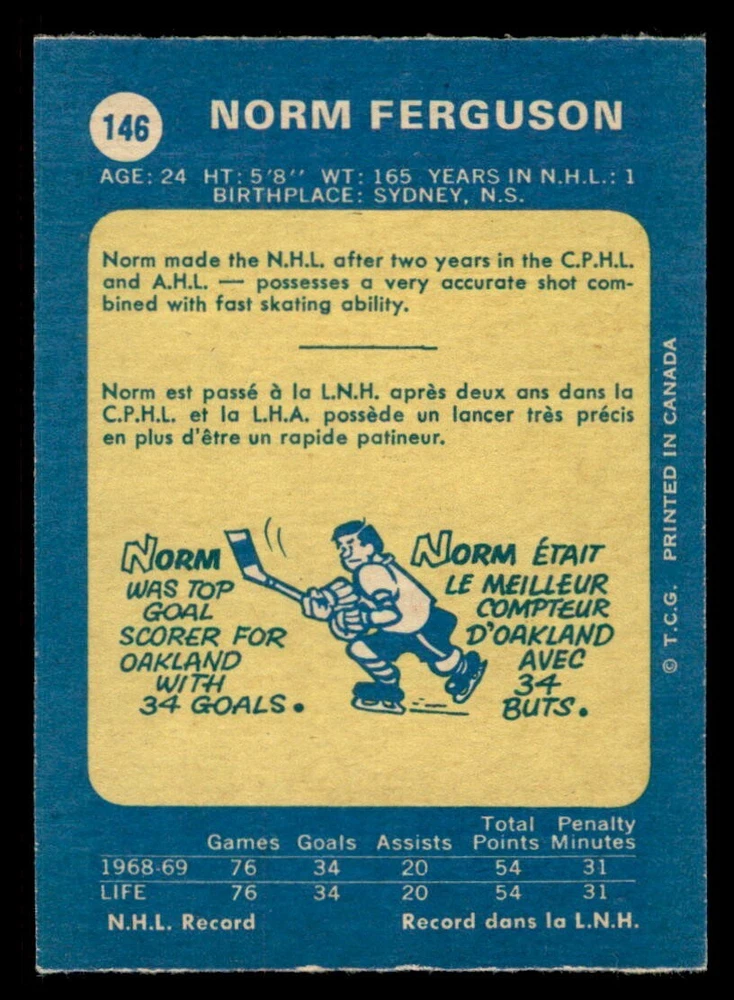 146
NORM FERGUSON
AGE: 24 HT: 5'8" WT: 165 YEARS IN N.H.L.: 1
BIRTHPLACE: SYDNEY, N.S.
Norm made the N.H.L. after two years in the C.P.H.L.
and A.H.L. — possesses a very accurate shot com-
bined with fast skating ability.
Norm est passé à la L.N.H. après deux ans dans la
C.P.H.L. et la L.H.A. possède un lancer très précis
en plus d'être un rapide patineur.
NORM
WAS TOP
GOAL
SCORER FOR
OAKLAND
WITH
34 GOALS.
NORM ÉTAIT
LE MEILLEUR
COMPTEUR
D'OAKLAND
AVEC
34
BUTS.
© T.C.G. PRINTED IN CANADA
Games Goals Assists Total Points Penalty Minutes
1968-69 76 34 20 54 31
LIFE 76 34 20 54 31
N.H.L. Record Record dans la L.N.H.